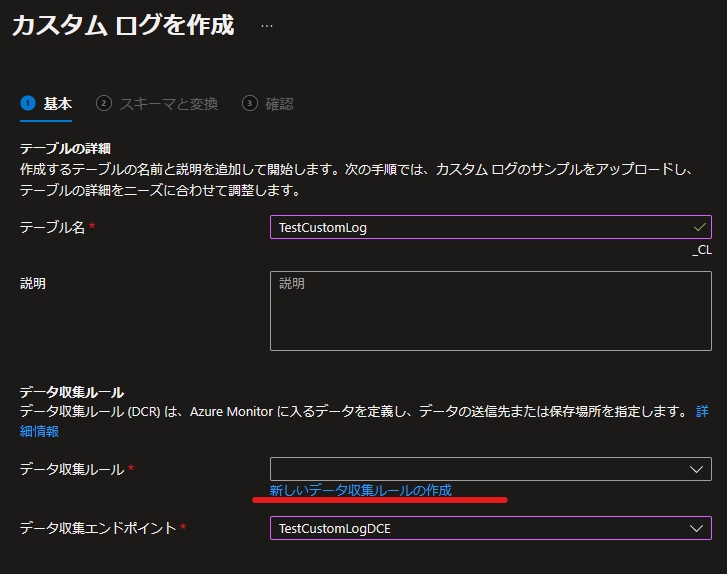 カスタム ログを作成 …
1 基本 2 スキーマと変換 3 確認
テーブルの詳細
作成するテーブルの名前と説明を追加して開始します。次の手順では、カスタム ログのサンプルをアップロードし、
テーブルの詳細をニーズに合わせて調整します。
テーブル名 * TestCustomLog
_CL
説明 説明
データ収集ルール
データ収集ルール (DCR) は、Azure Monitor に入るデータを定義し、データの送信先または保存場所を指定します。 詳
細情報
データ収集ルール *
新しいデータ収集ルールの作成
データ収集エンドポイント * TestCustomLogDCE